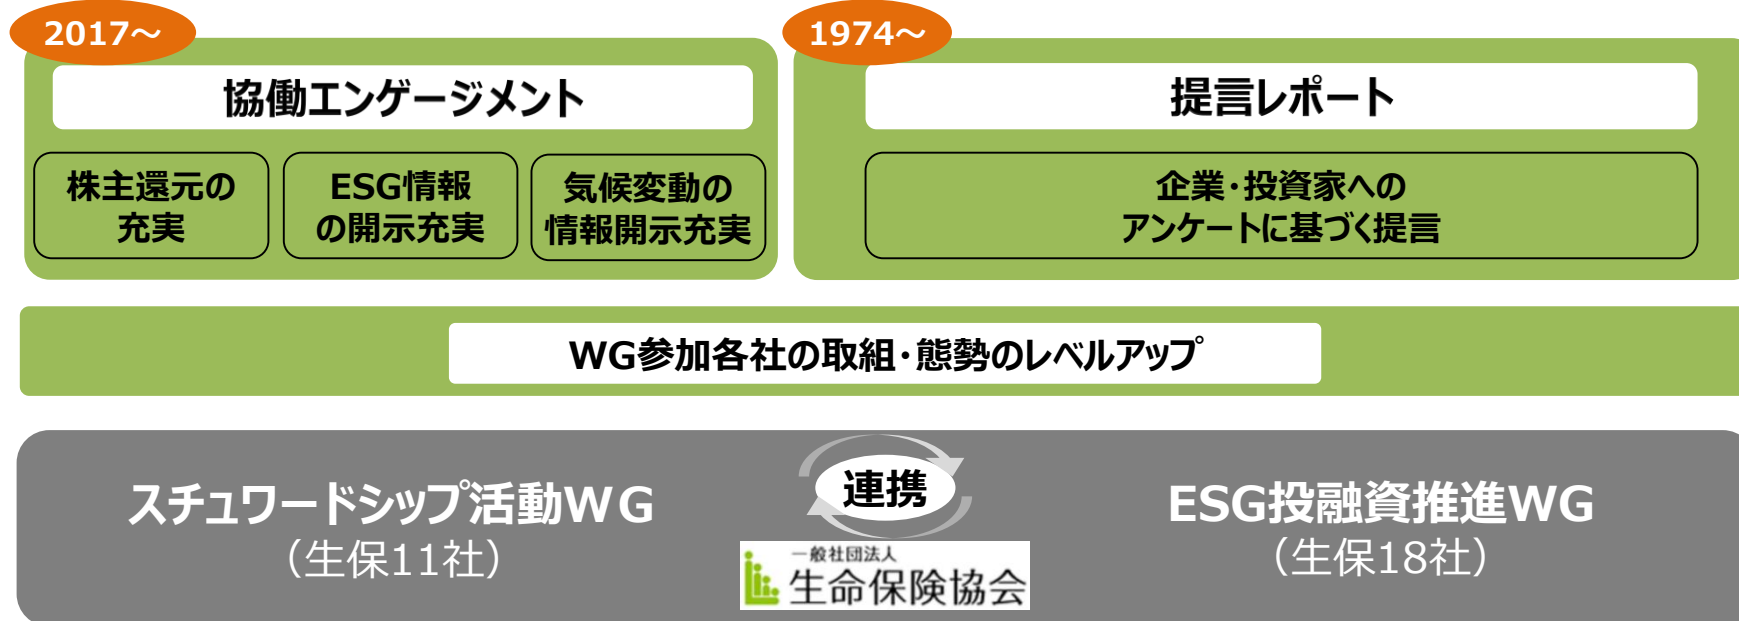 2017～
協働エンゲージメント
株主還元の
充実
ESG情報
の開示充実
気候変動の
情報開示充実
1974～
提言レポート
企業・投資家への
アンケートに基づく提言
WG参加各社の取組・態勢のレベルアップ
スチュワードシップ活動WG
（生保11社）
連携
一般社団法人
生命保険協会
ESG投融資推進WG
（生保18社）